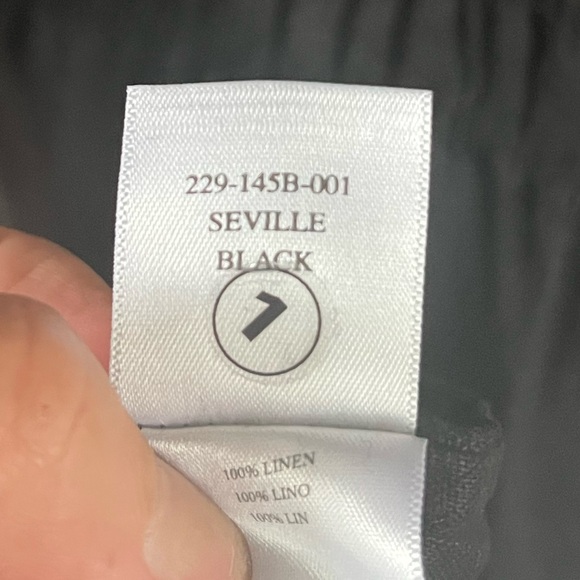 229-145B-001
SEVILLE
BLACK
100% LINEN
100% LINO
100% LIN